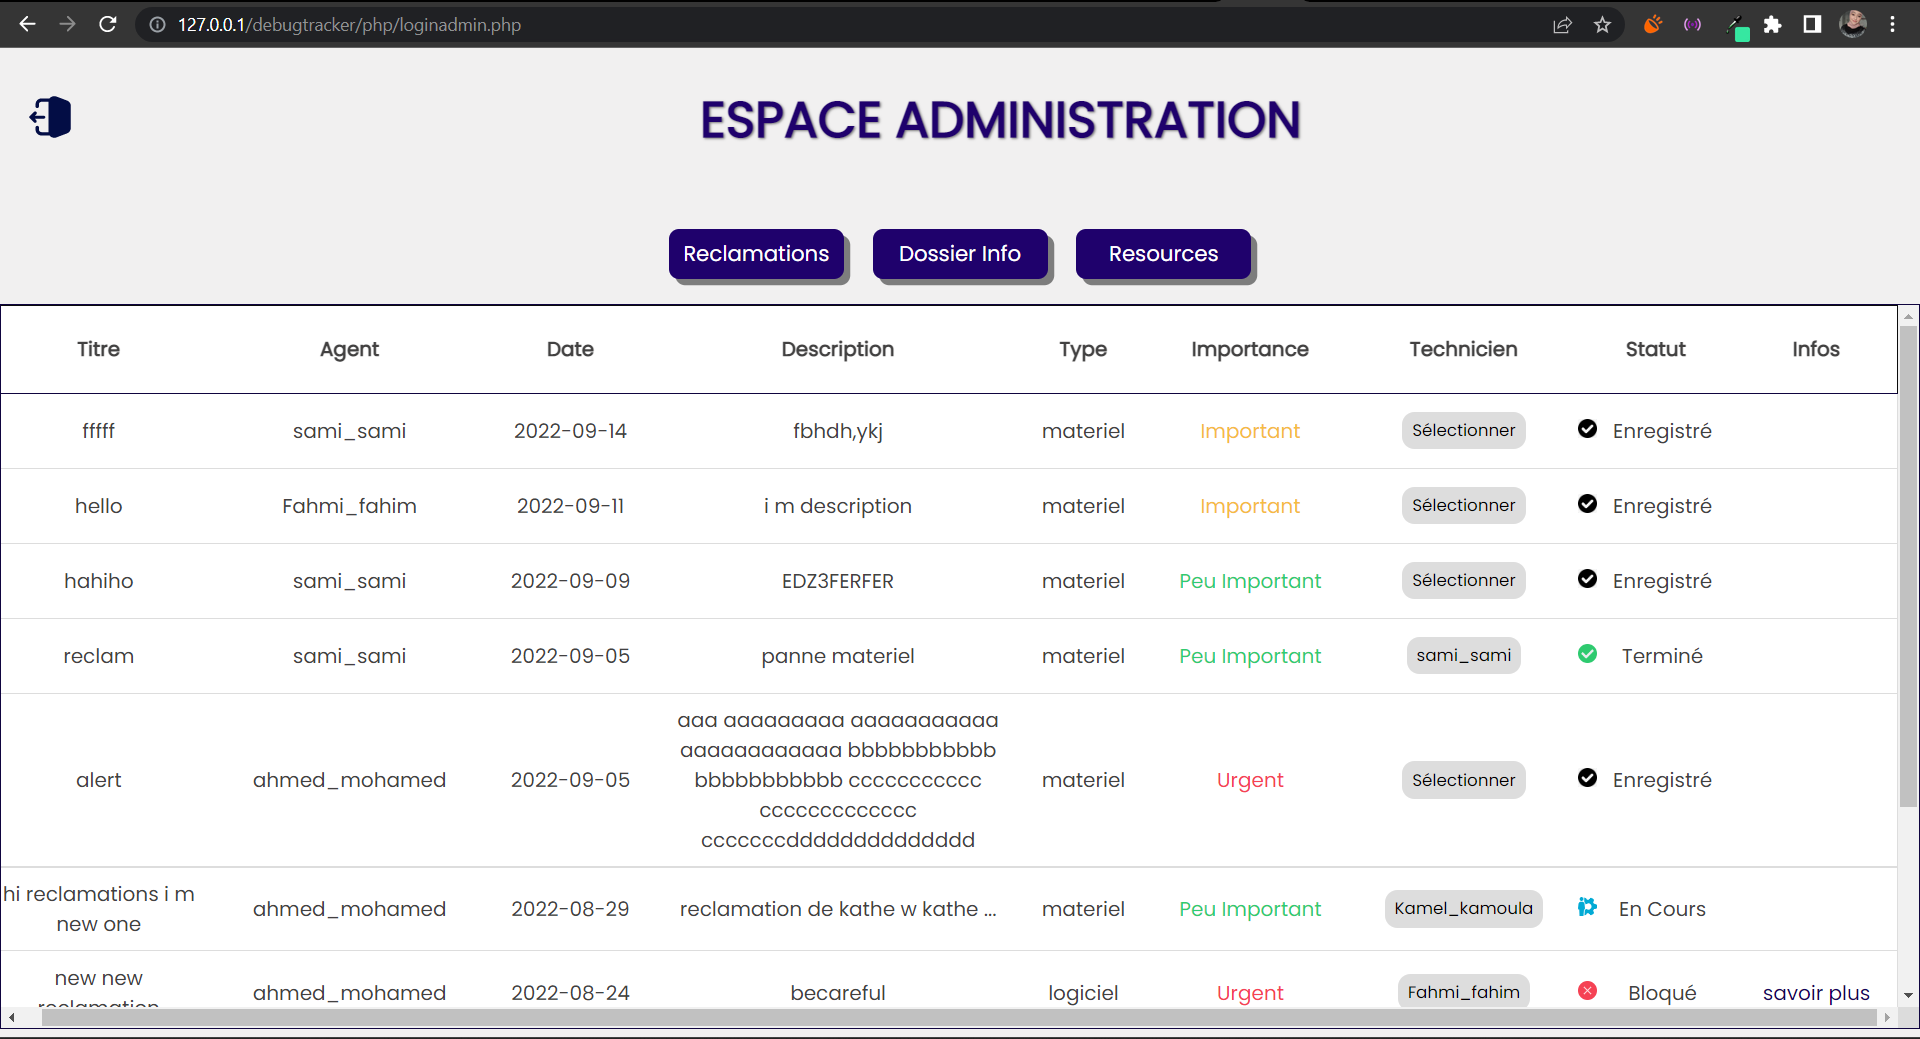 127.0.0.1/debugtracker/php/loginadmin.php
ESPACE ADMINISTRATION
Reclamations Dossier Info Resources
Titre Agent Date Description Type Importance Technicien Statut Infos
fffff sami_sami 2022-09-14 fbhdh,ykj materiel Important Sélectionner Enregistré
hello Fahmi_fahim 2022-09-11 i m description materiel Important Sélectionner Enregistré
hahiho sami_sami 2022-09-09 EDZ3FERFER materiel Peu Important Sélectionner Enregistré
reclam sami_sami 2022-09-05 panne materiel materiel Peu Important sami_sami Terminé
aaa aaaaaaaaa aaaaaaaaaaa
aaaaaaaaaaaa bbbbbbbbbbb
alert ahmed_mohamed 2022-09-05 bbbbbbbbbbb ccccccccccc materiel Urgent Sélectionner Enregistré
ccccccccccccc
cccccccddddddddddddddd
hi reclamations i m
new one ahmed_mohamed 2022-08-29 reclamation de kathe w kathe ... materiel Peu Important Kamel_kamoula En Cours
new new
reclamation ahmed_mohamed 2022-08-24 becareful logiciel Urgent Fahmi_fahim Bloqué savoir plus